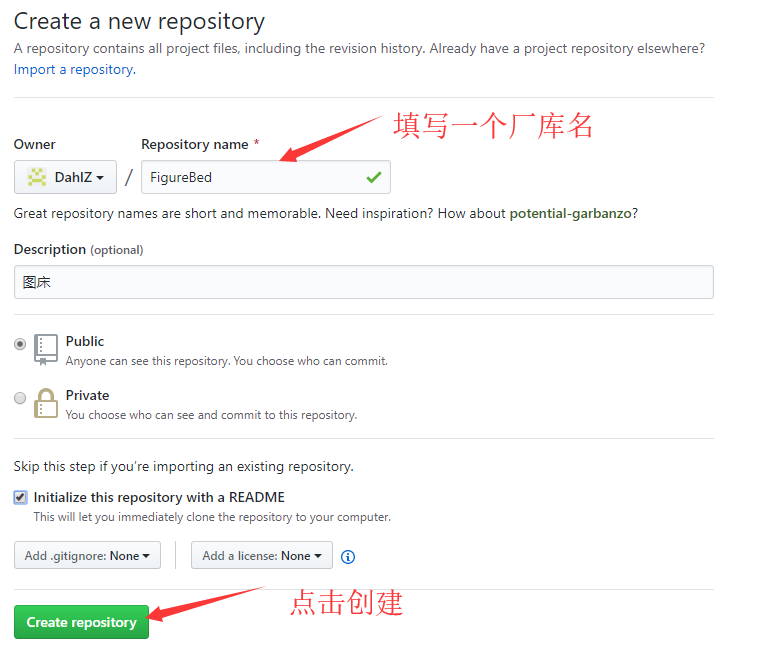 Create a new repository
A repository contains all project files, including the revision history. Already have a project repository elsewhere?
Import a repository.
填写一个厂库名
Owner
Repository name *
DahlZ
/
FigureBed
Great repository names are short and memorable. Need inspiration? How about potential-garbanzo?
Description (optional)
图床
Public
Anyone can see this repository. You choose who can commit.
Private
You choose who can see and commit to this repository.
Skip this step if you’re importing an existing repository.
Initialize this repository with a README
This will let you immediately clone the repository to your computer.
Add .gitignore: None
Add a license: None
点击创建
Create repository